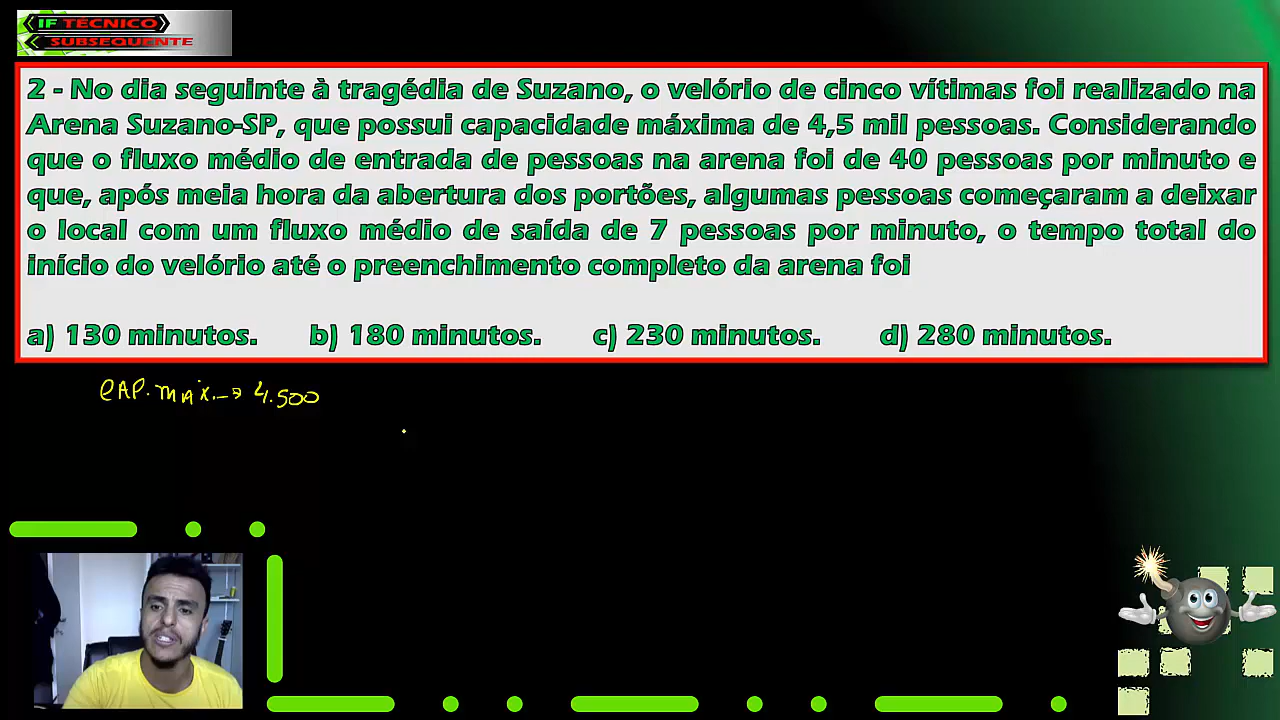 IF TÉCNICO
SUBSEQUENTE
2 - No dia seguinte à tragédia de Suzano, o velório de cinco vítimas foi realizado na
Arena Suzano-SP, que possui capacidade máxima de 4,5 mil pessoas. Considerando
que o fluxo médio de entrada de pessoas na arena foi de 40 pessoas por minuto e
que, após meia hora da abertura dos portões, algumas pessoas começaram a deixar
o local com um fluxo médio de saída de 7 pessoas por minuto, o tempo total do
início do velório até o preenchimento completo da arena foi
a) 130 minutos. b) 180 minutos. c) 230 minutos. d) 280 minutos.
CAP. MÁX. → 4.500